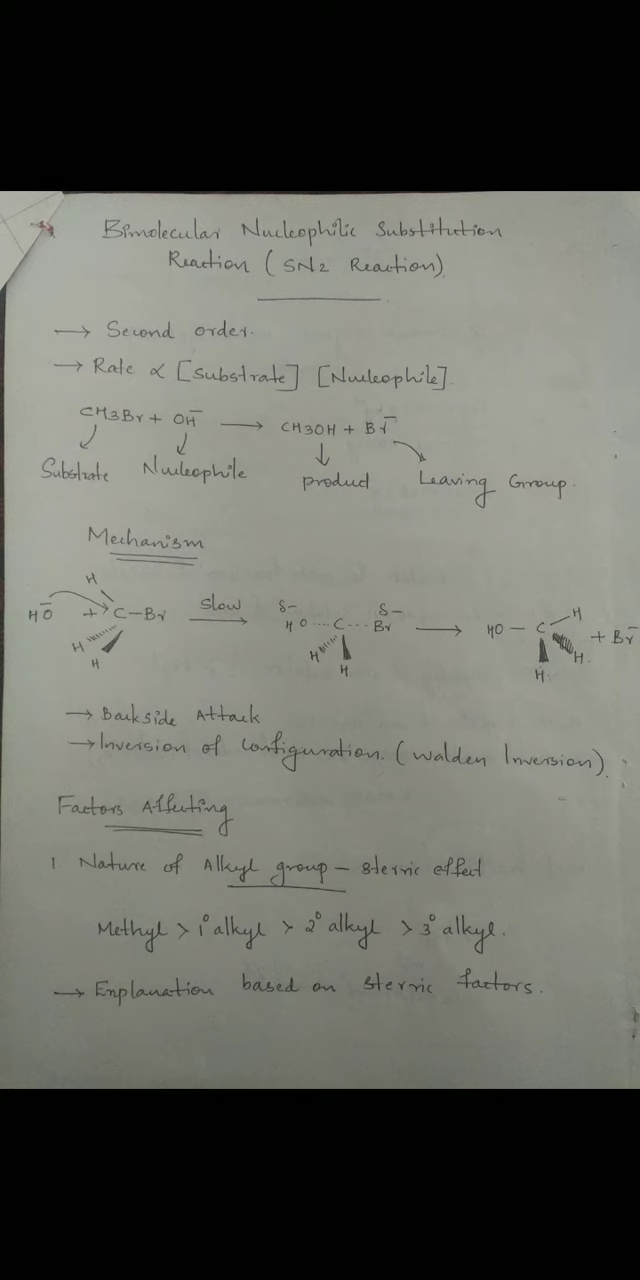 Bimolecular Nucleophilic Substitution
Reaction (SN2 Reaction).
→ Second order.
→ Rate ∝ [Substrate] [Nucleophile].
CH3Br + OH⁻ → CH3OH + Br⁻
Substrate Nucleophile product Leaving Group.
Mechanism
H
HO⁻ + C–Br slow → δ- HO ··· C ··· Br δ- → HO – C – H + Br⁻
H H H H H H
→ Backside Attack
→ Inversion of configuration. (Walden Inversion)
Factors Affecting
1 Nature of Alkyl group – sterric effect
Methyl > 1° alkyl > 2° alkyl > 3° alkyl.
→ Explanation based on sterric factors.